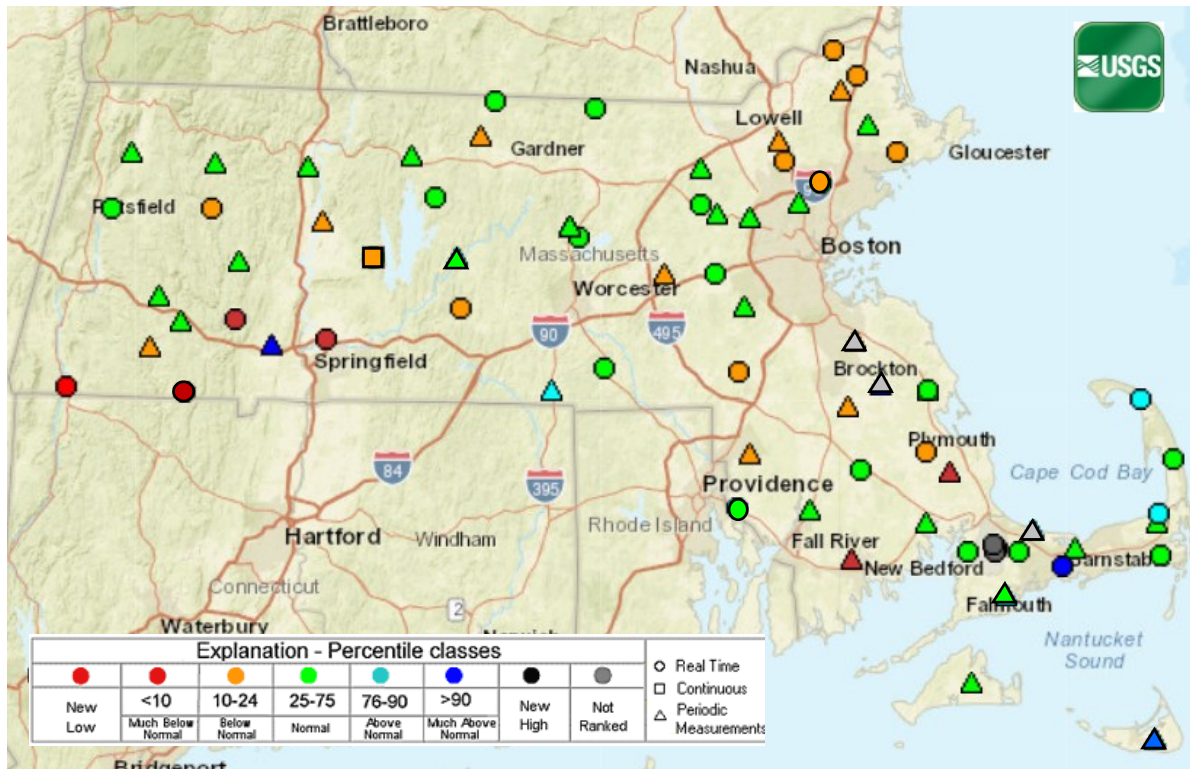 Brattleboro
USGS
Nashua
Lowell
Gardner
Gloucester
Pittsfield
Boston
Massachusetts
Worcester
90
495
Springfield
Brockton
Plymouth
84
395
Cape Cod Bay
Providence
Hartford
Windham
Rhode Island
Fall River
New Bedford
Barnstab
Connecticut
2
Falmouth
Waterbury
Norwich
Nantucket
Sound
Explanation - Percentile classes
<10 10-24 25-75 76-90 >90
New Low
Much Below Normal
Below Normal
Normal
Above Normal
Much Above Normal
New High
Not Ranked
Real Time
Continuous
Periodic
Measurements
Bridgeport